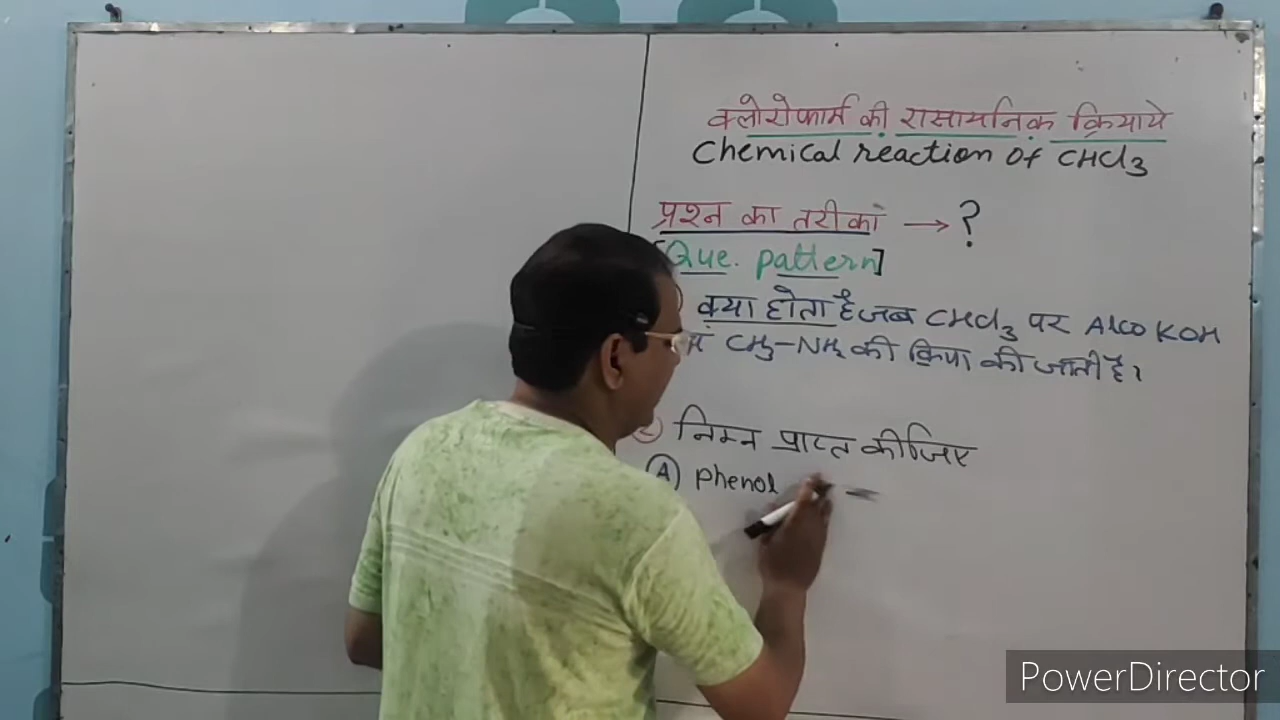 क्लोरोफार्म की रासायनिक क्रियाये
Chemical reaction of CHCl3
प्रश्न का तरीका → ?
[Que. pattern]
क्या होता है जब CHCl3 पर Alco KOH
CH3-NH2 की क्रिया की जाती है।
निम्न प्राप्त कीजिए
(A) Phenol
PowerDirector